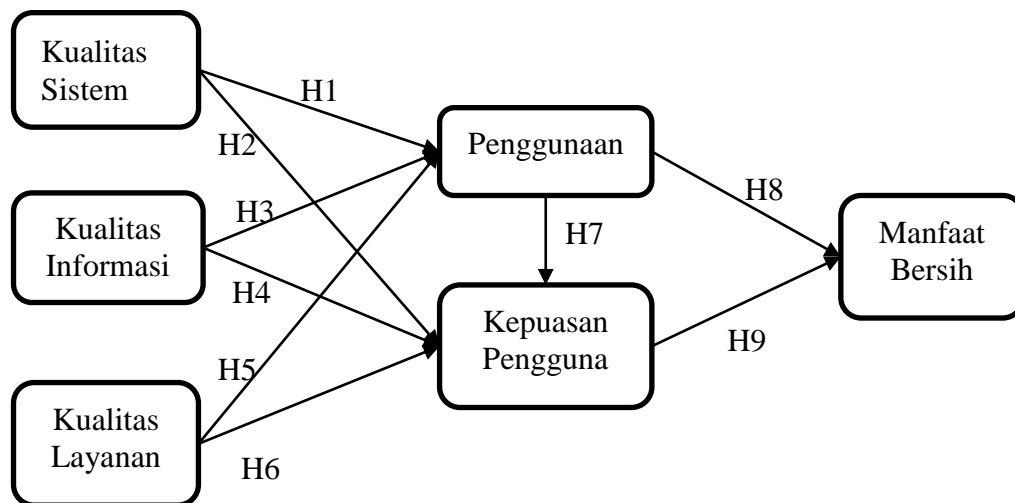 Kualitas
Sistem
H1
H2
Penggunaan
H3
H8
Kualitas
Informasi
H7
Manfaat
Bersih
H4
Kepuasan
Pengguna
H9
H5
Kualitas
Layanan
H6